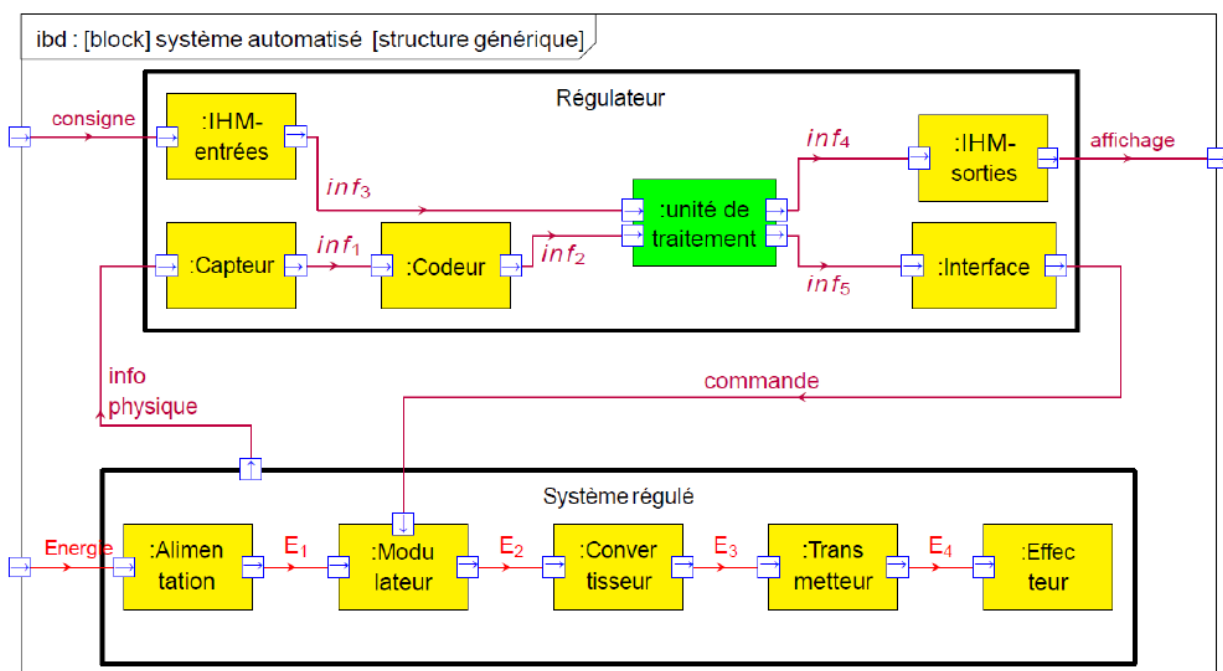 ibd : [block] système automatisé [structure générique]
Régulateur
consigne
:IHM-
entrées
inf₃
:unité de
traitement
inf₄
:IHM-
sorties
affichage
:Capteur
inf₁
:Codeur
inf₂
inf₅
:Interface
info
physique
commande
Système régulé
Energie
:Alimen
tation
E₁
:Modu
lateur
E₂
:Conver
tisseur
E₃
:Trans
metteur
E₄
:Effec
teur